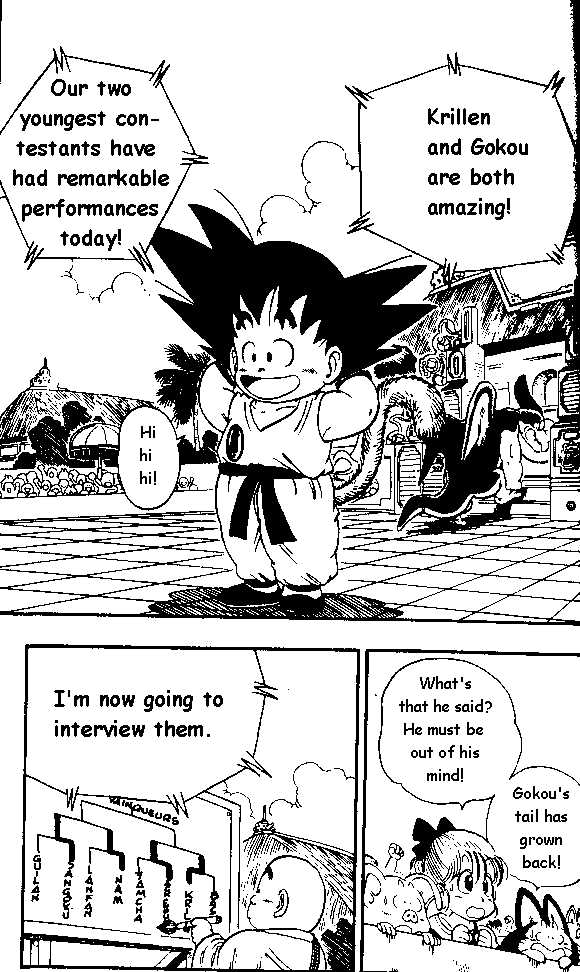 Our two
youngest con-
testants have
had remarkable
performances
today!
Krillen
and Gokou
are both
amazing!
Hi
hi
hi!
I'm now going to
interview them.
VAINQUEURS
LANFAN
NAM
YAMCHA
What's
that he said?
He must be
out of his
mind!
Gokou's
tail has
grown
back!